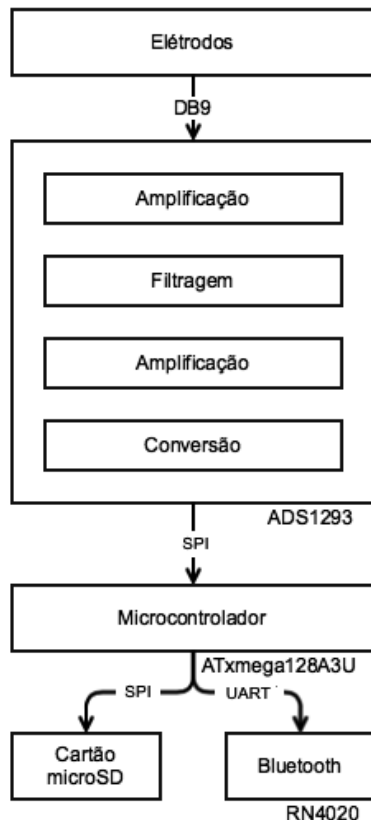 Elétrodos
DB9
Amplificação
Filtragem
Amplificação
Conversão
ADS1293
SPI
Microcontrolador
ATxmega128A3U
SPI
UART
Cartão
microSD
Bluetooth
RN4020